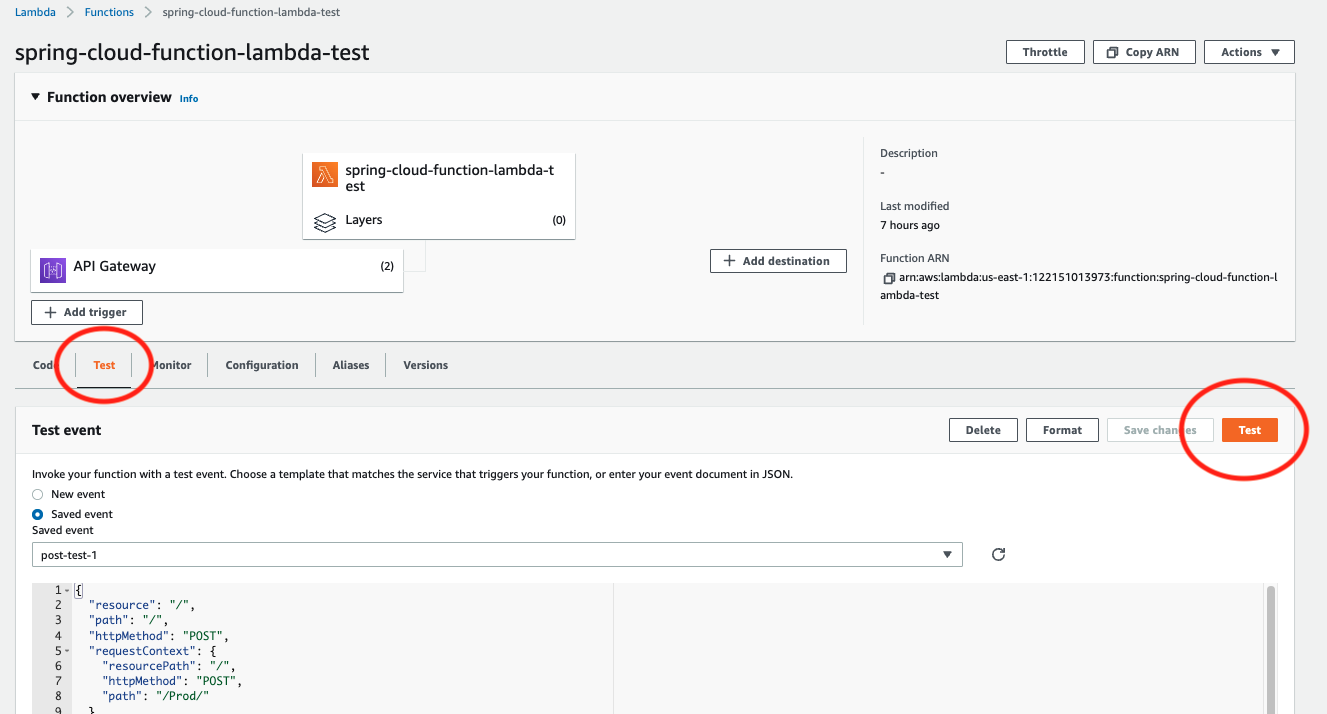 Lambda > Functions > spring-cloud-function-lambda-test
spring-cloud-function-lambda-test
Throttle
Copy ARN
Actions
Function overview Info
spring-cloud-function-lambda-t
est
Layers (0)
API Gateway (2)
+ Add trigger
+ Add destination
Description
-
Last modified
7 hours ago
Function ARN
arn:aws:lambda:us-east-1:122151013973:function:spring-cloud-function-l
ambda-test
Code Test Monitor Configuration Aliases Versions
Test event
Delete
Format
Save changes
Test
Invoke your function with a test event. Choose a template that matches the service that triggers your function, or enter your event document in JSON.
New event
Saved event
Saved event
post-test-1
1 {
2 "resource": "/",
3 "path": "/",
4 "httpMethod": "POST",
5 "requestContext": {
6 "resourcePath": "/",
7 "httpMethod": "POST",
8 "path": "/Prod/"
9 }